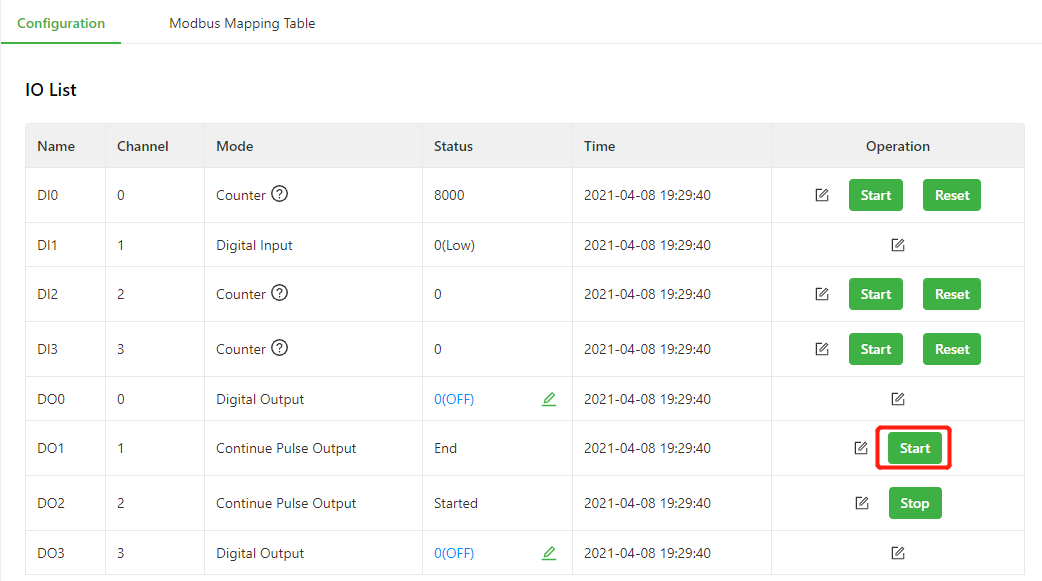 Configuration Modbus Mapping Table
IO List
Name Channel Mode Status Time Operation
DI0 0 Counter ? 8000 2021-04-08 19:29:40 Start Reset
DI1 1 Digital Input 0(Low) 2021-04-08 19:29:40
DI2 2 Counter ? 0 2021-04-08 19:29:40 Start Reset
DI3 3 Counter ? 0 2021-04-08 19:29:40 Start Reset
DO0 0 Digital Output 0(OFF) 2021-04-08 19:29:40
DO1 1 Continue Pulse Output End 2021-04-08 19:29:40 Start
DO2 2 Continue Pulse Output Started 2021-04-08 19:29:40 Stop
DO3 3 Digital Output 0(OFF) 2021-04-08 19:29:40